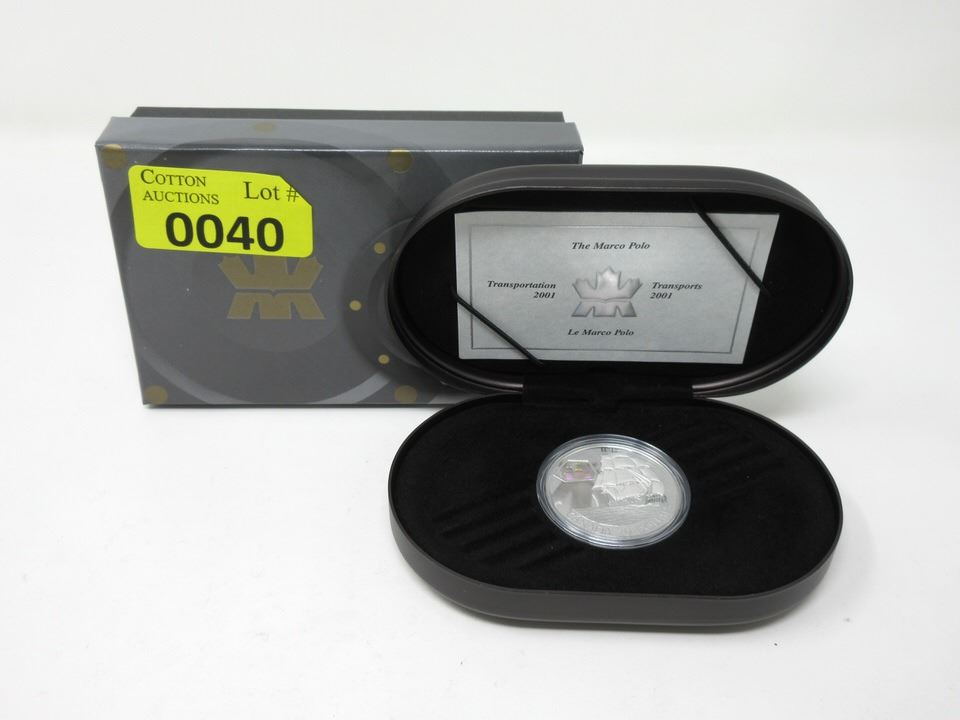 COTTON
AUCTIONS
Lot #
0040
The Marco Polo
Transportation
2001
Transports
2001
Le Marco Polo